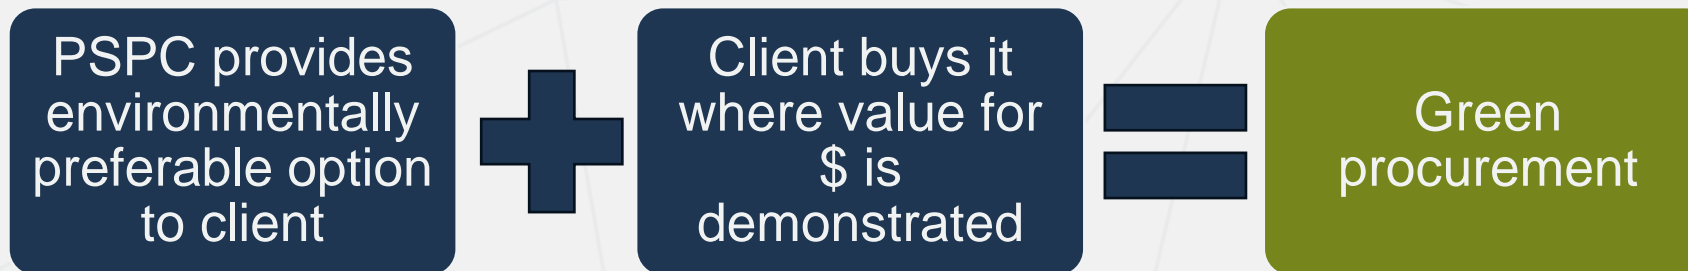 PSPC provides
environmentally
preferable option
to client
Client buys it
where value for
$ is
demonstrated
Green
procurement